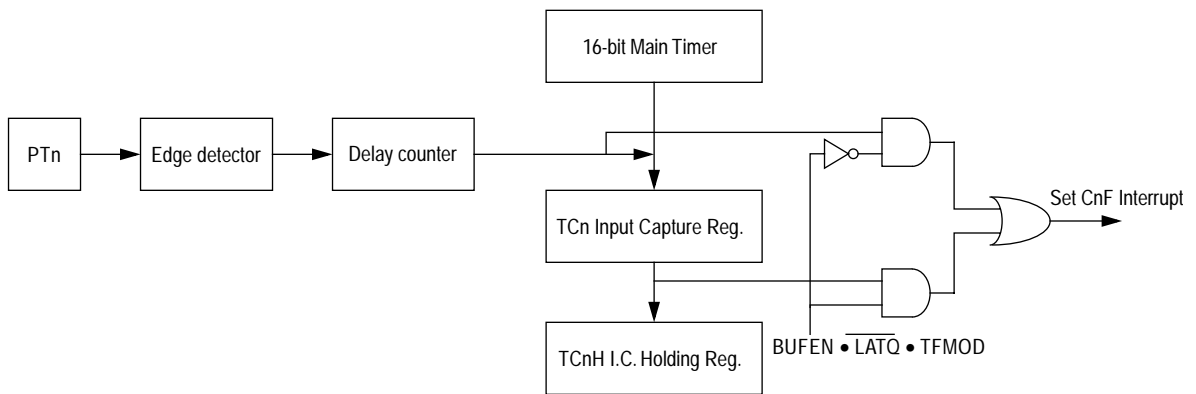 16-bit Main Timer
PTn
Edge detector
Delay counter
TCn Input Capture Reg.
Set CnF Interrupt
TCnH I.C. Holding Reg.
BUFEN • L̅A̅T̅Q̅ • TFMOD